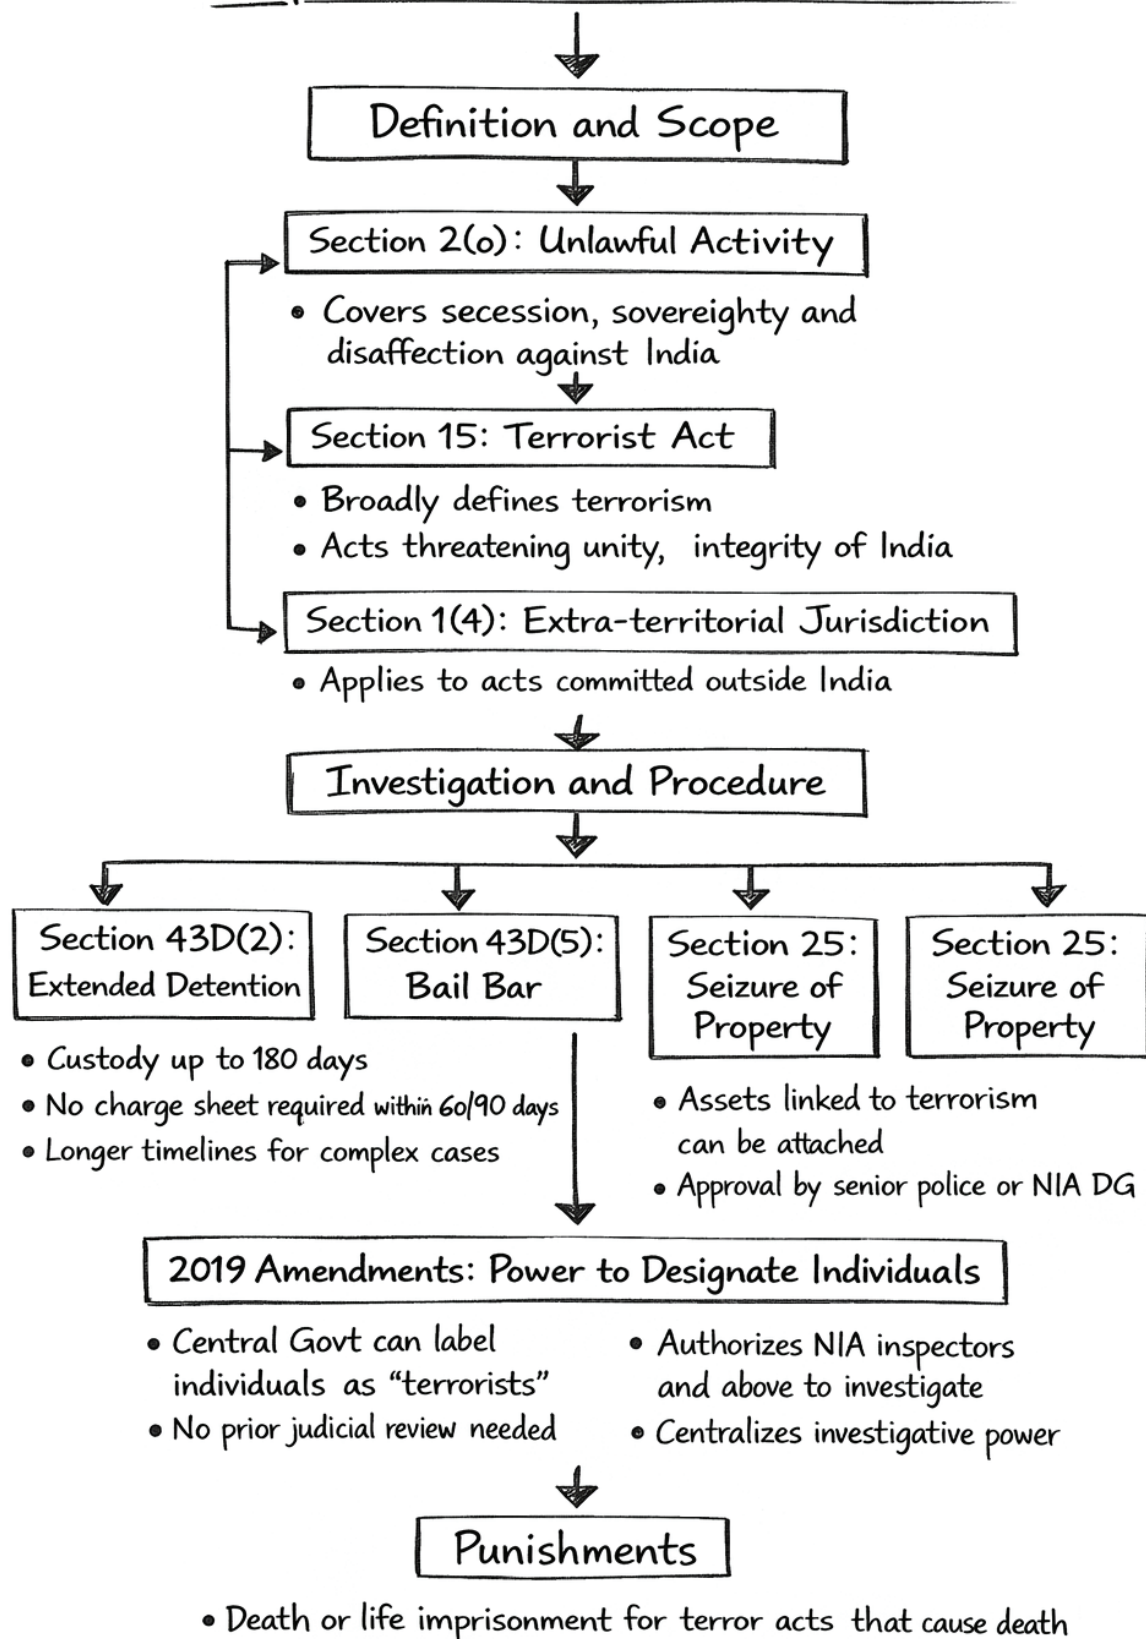 Definition and Scope
Section 2(o): Unlawful Activity
• Covers secession, sovereighty and
disaffection against India
Section 15: Terrorist Act
• Broadly defines terrorism
• Acts threatening unity, integrity of India
Section 1(4): Extra-territorial Jurisdiction
• Applies to acts committed outside India
Investigation and Procedure
Section 43D(2):
Extended Detention
• Custody up to 180 days
• No charge sheet required within 60/90 days
• Longer timelines for complex cases
Section 43D(5):
Bail Bar
Section 25:
Seizure of
Property
Section 25:
Seizure of
Property
• Assets linked to terrorism
can be attached
• Approval by senior police or NIA DG
2019 Amendments: Power to Designate Individuals
• Central Govt can label
individuals as “terrorists”
• No prior judicial review needed
• Authorizes NIA inspectors
and above to investigate
• Centralizes investigative power
Punishments
• Death or life imprisonment for terror acts that cause death